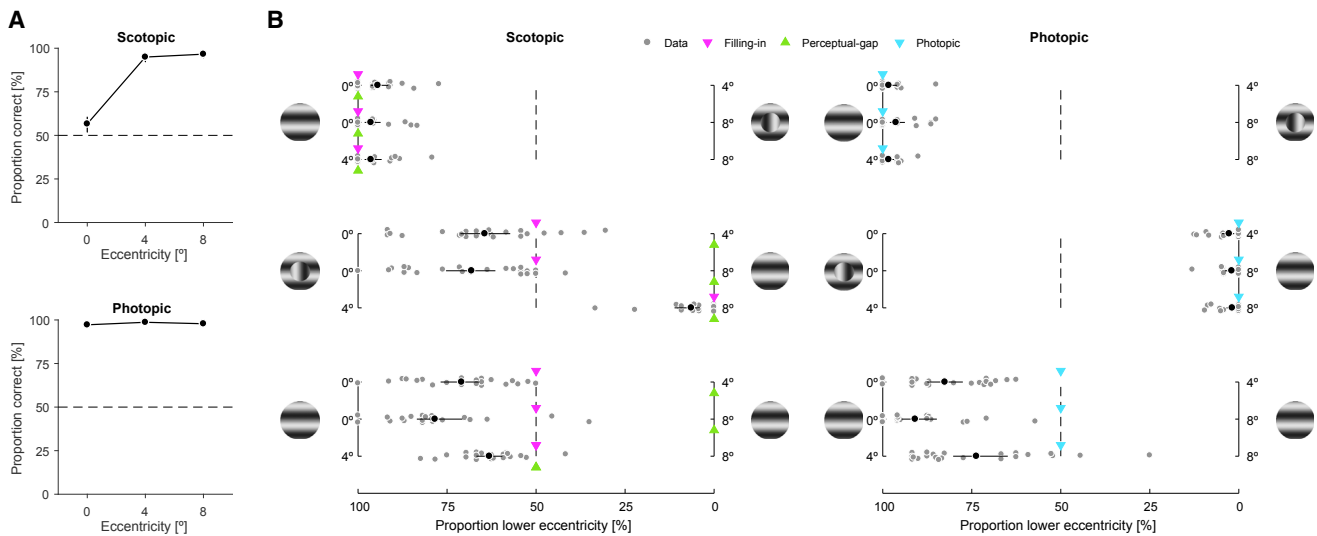 A
Scotopic
Proportion correct [%]
100
75
50
25
0
0
4
8
Eccentricity [º]
Photopic
Proportion correct [%]
100
75
50
25
0
0
4
8
Eccentricity [º]
B
Scotopic
Data
Filling-in
Perceptual-gap
Photopic
Photopic
0º 4º 0º 4º
0º 8º 0º 8º
4º 8º 4º 8º
0º 4º 0º 4º
0º 8º 0º 8º
4º 8º 4º 8º
0º 4º 0º 4º
0º 8º 0º 8º
4º 8º 4º 8º
100 75 50 25 0 100 75 50 25 0
Proportion lower eccentricity [%]
Proportion lower eccentricity [%]